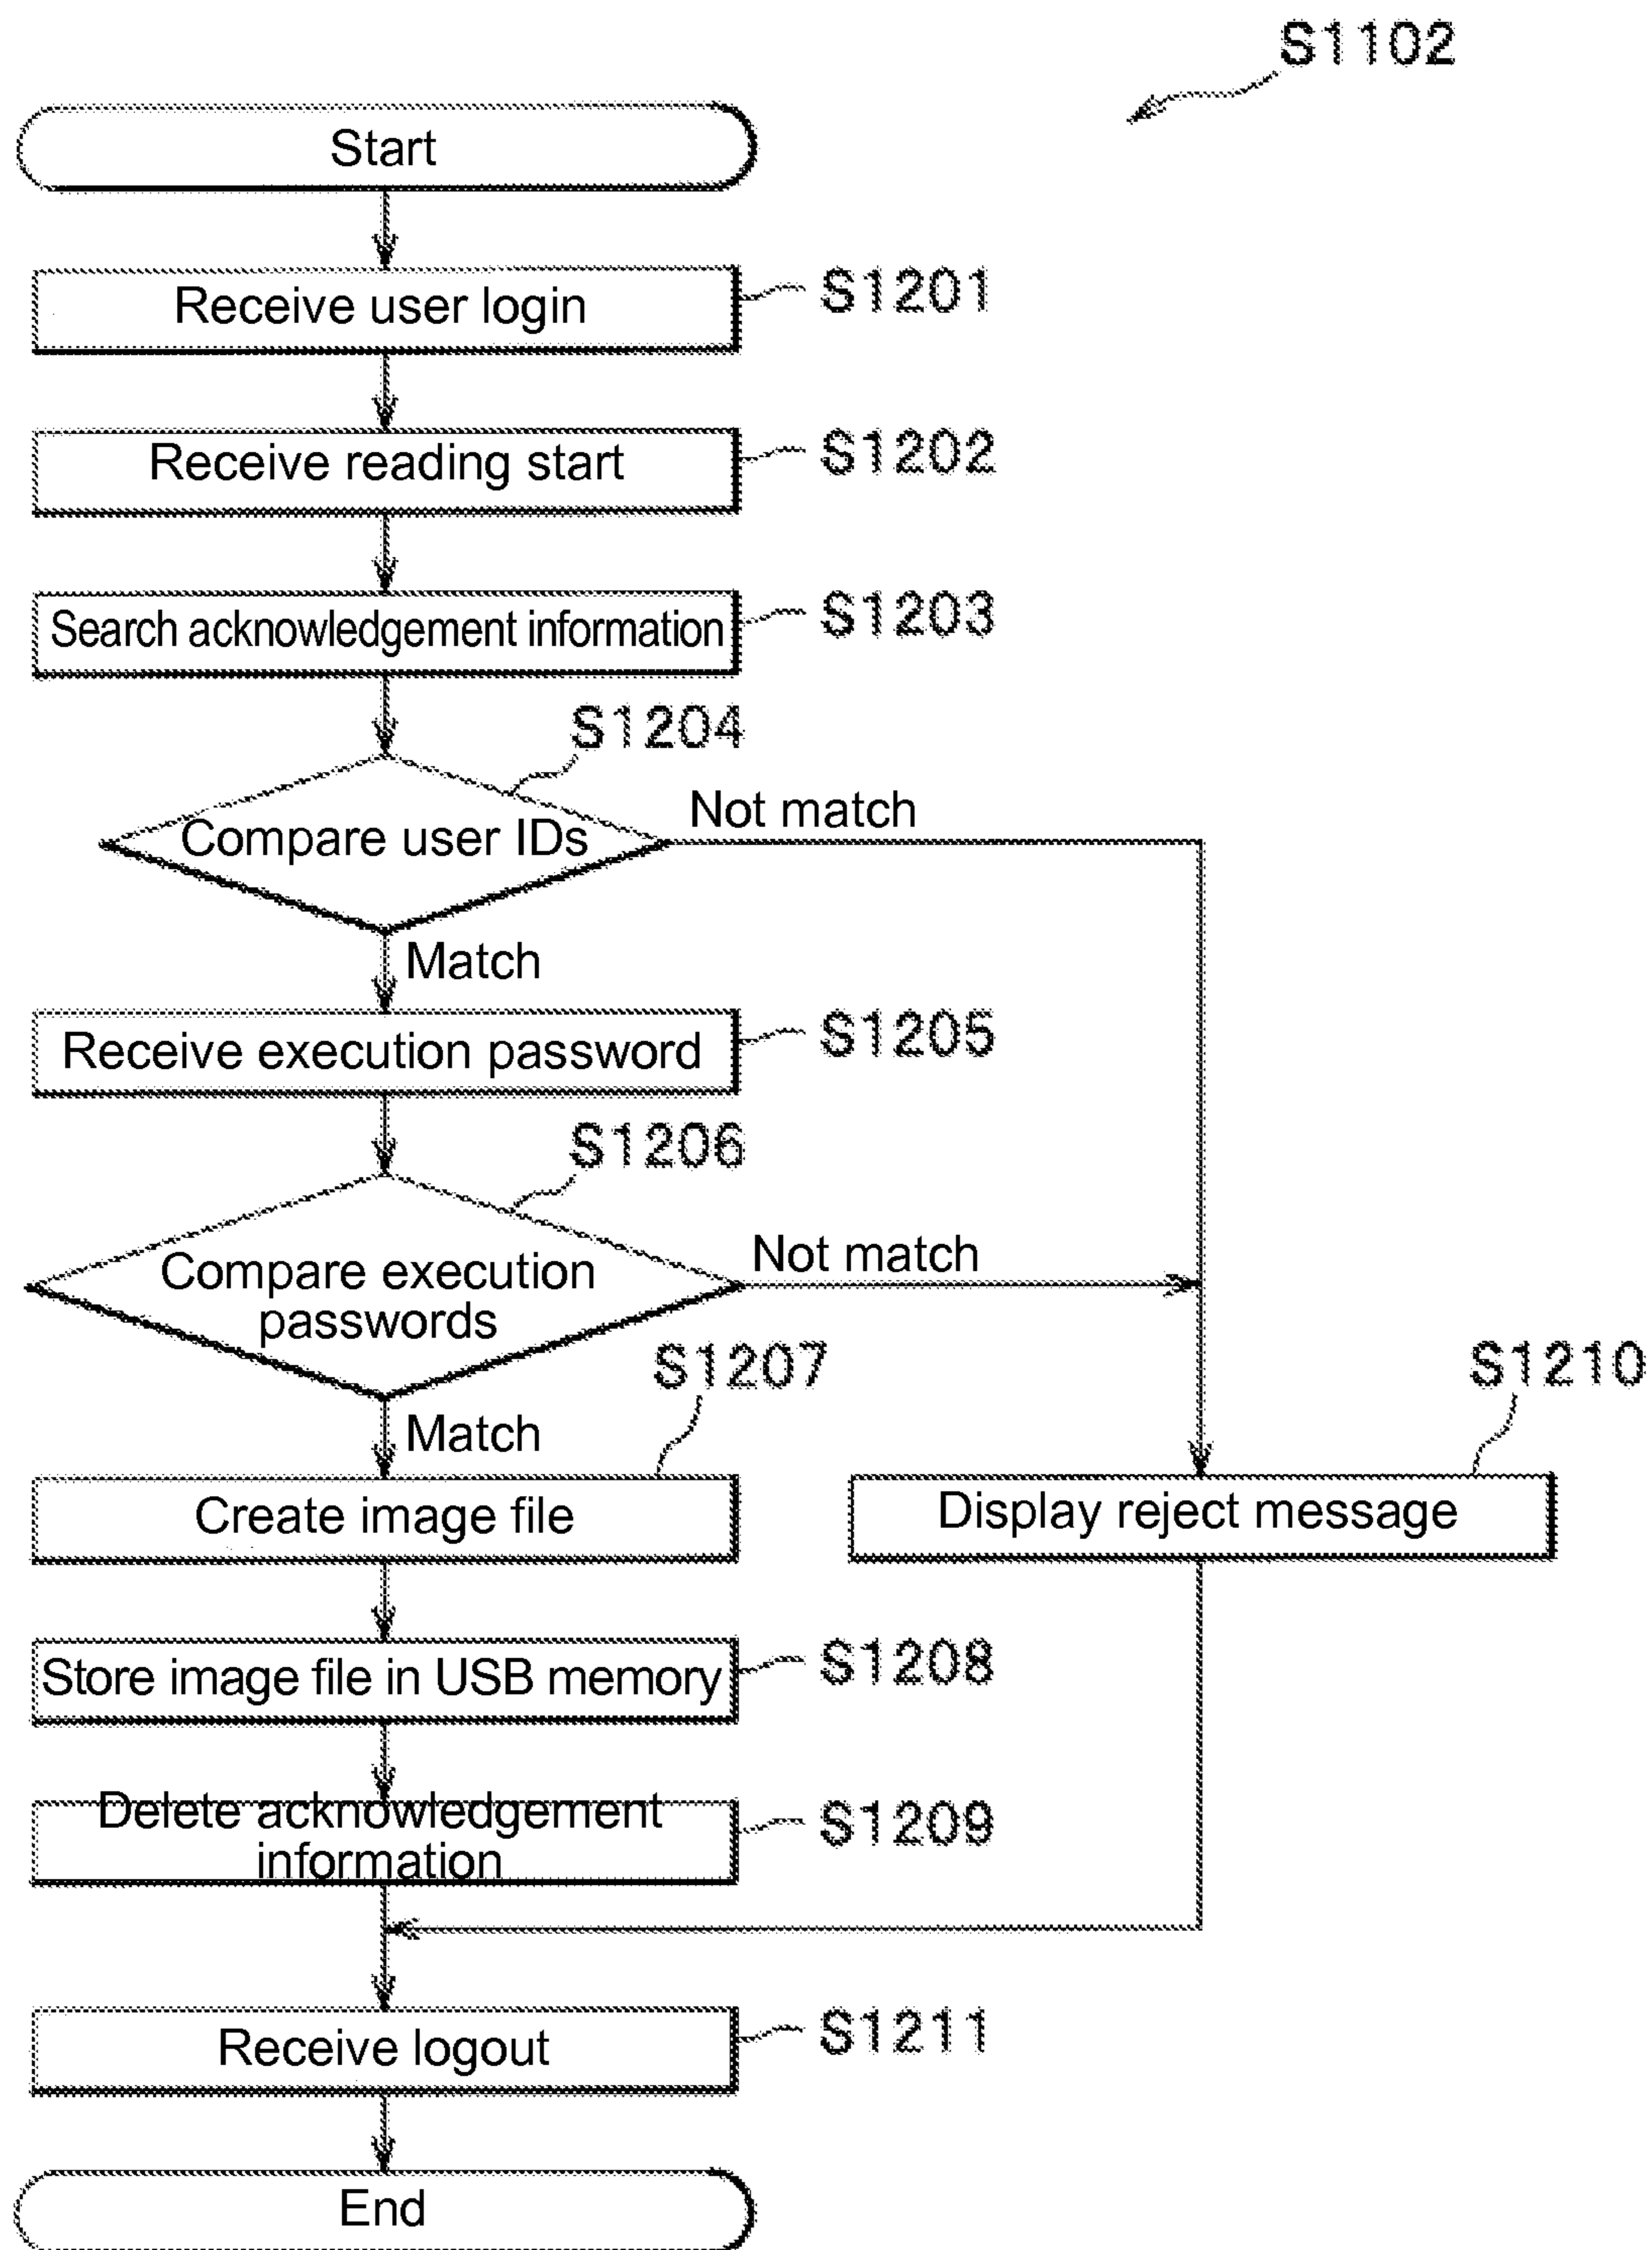 S1102
Start
Receive user login
S1201
Receive reading start
S1202
Search acknowledgement information
S1203
S1204
Compare user IDs
Not match
Match
Receive execution password
S1205
S1206
Compare execution
passwords
Not match
Match
S1207
S1210
Create image file
Display reject message
Store image file in USB memory
S1208
Delete acknowledgement
information
S1209
Receive logout
S1211
End